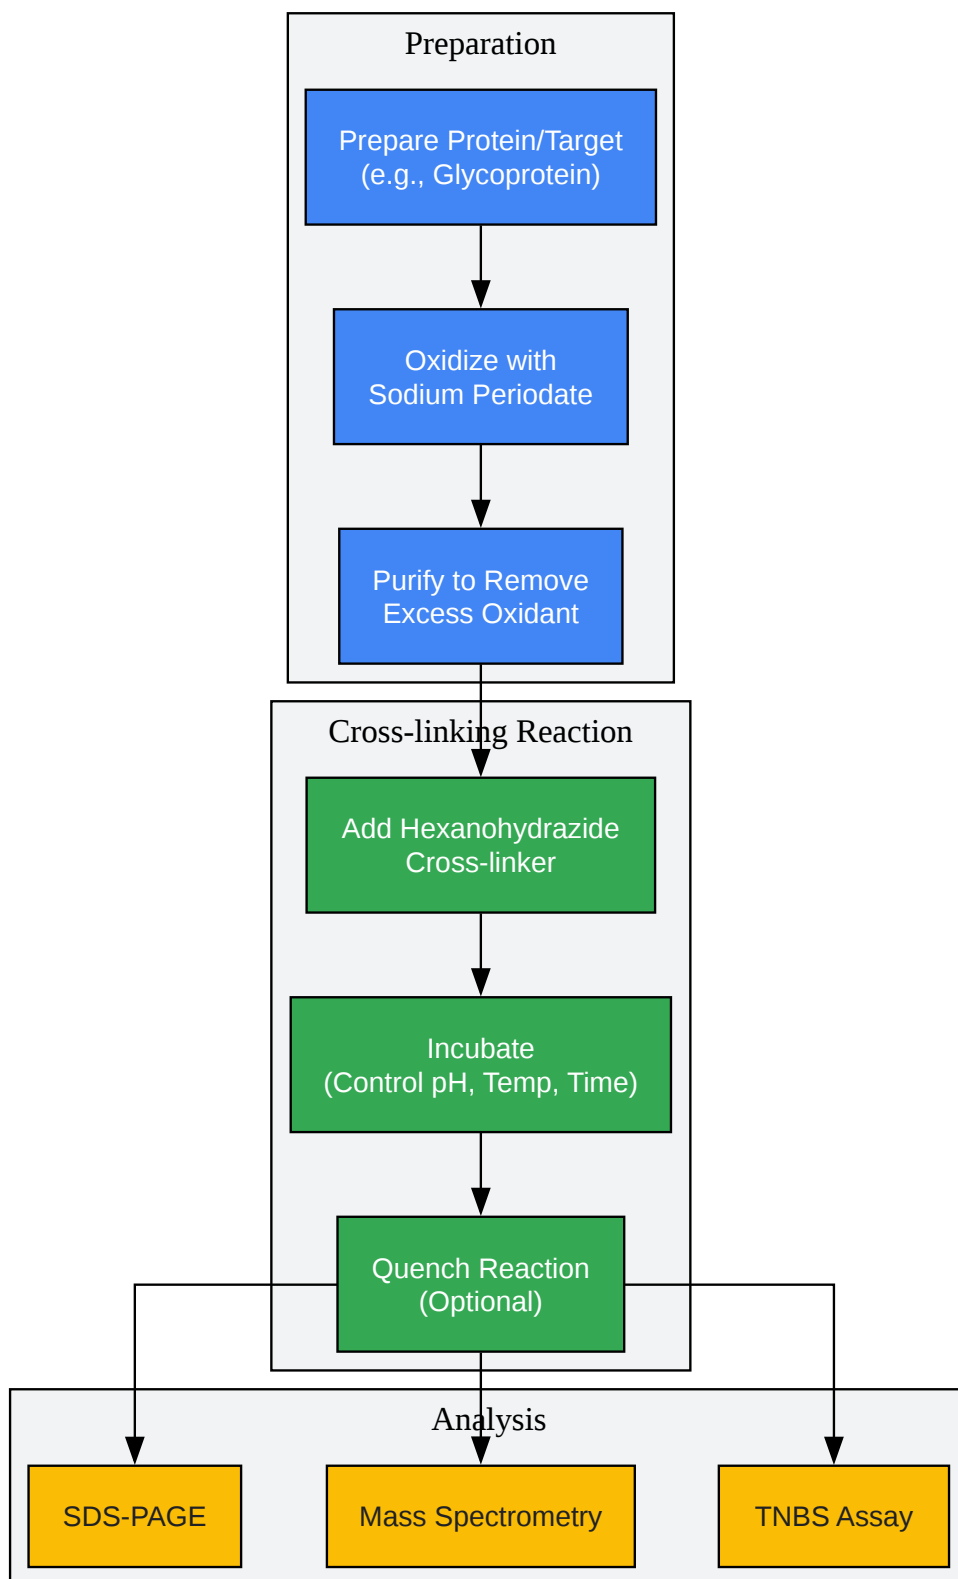 Preparation
Prepare Protein/Target
(e.g., Glycoprotein)
Oxidize with
Sodium Periodate
Purify to Remove
Excess Oxidant
Cross-linking Reaction
Add Hexanohydrazide
Cross-linker
Incubate
(Control pH, Temp, Time)
Quench Reaction
(Optional)
Analysis
SDS-PAGE
Mass Spectrometry
TNBS Assay